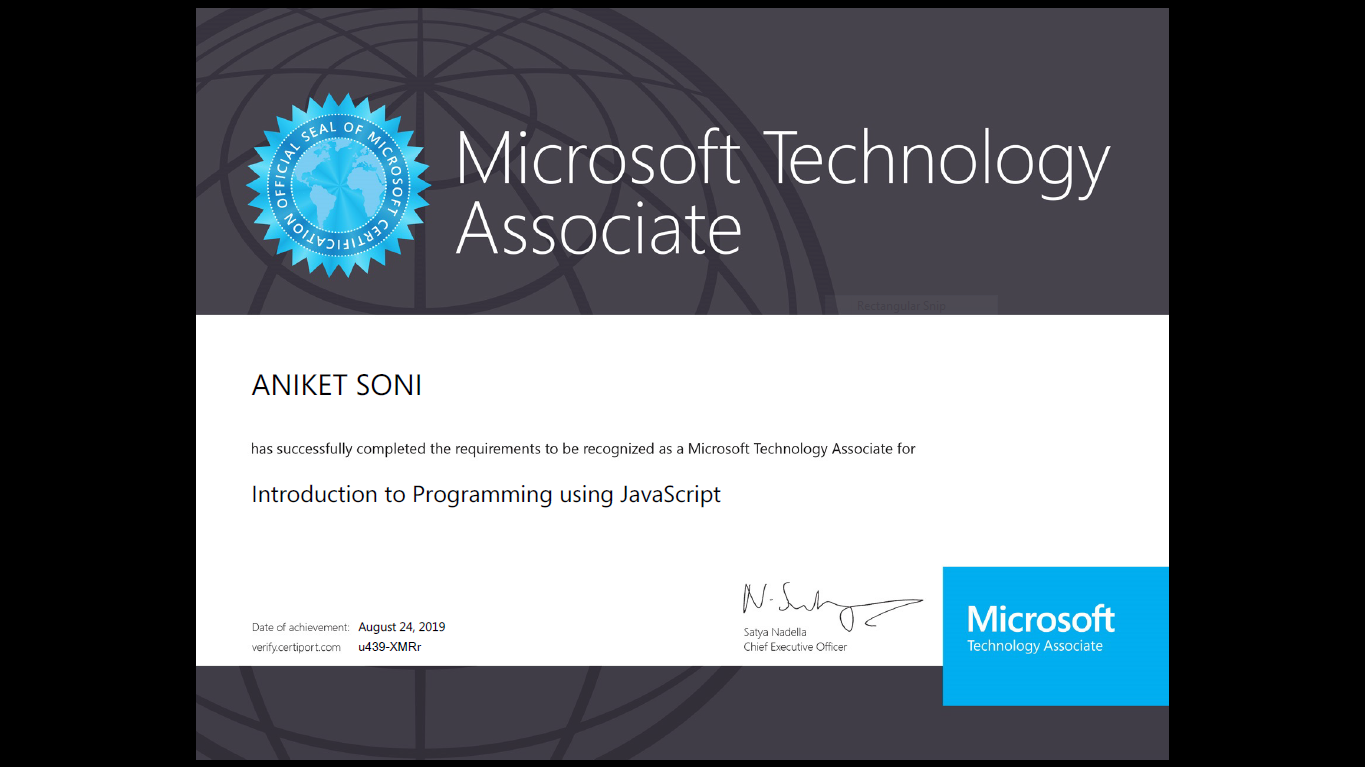 OFFICIAL SEAL OF MICROSOFT CERTIFICATION
Microsoft Technology
Associate
Rectangular Snip
ANIKET SONI
has successfully completed the requirements to be recognized as a Microsoft Technology Associate for
Introduction to Programming using JavaScript
Date of achievement: August 24, 2019
verify.certiport.com u439-XMRr
N. Satya
Satya Nadella
Chief Executive Officer
Microsoft
Technology Associate